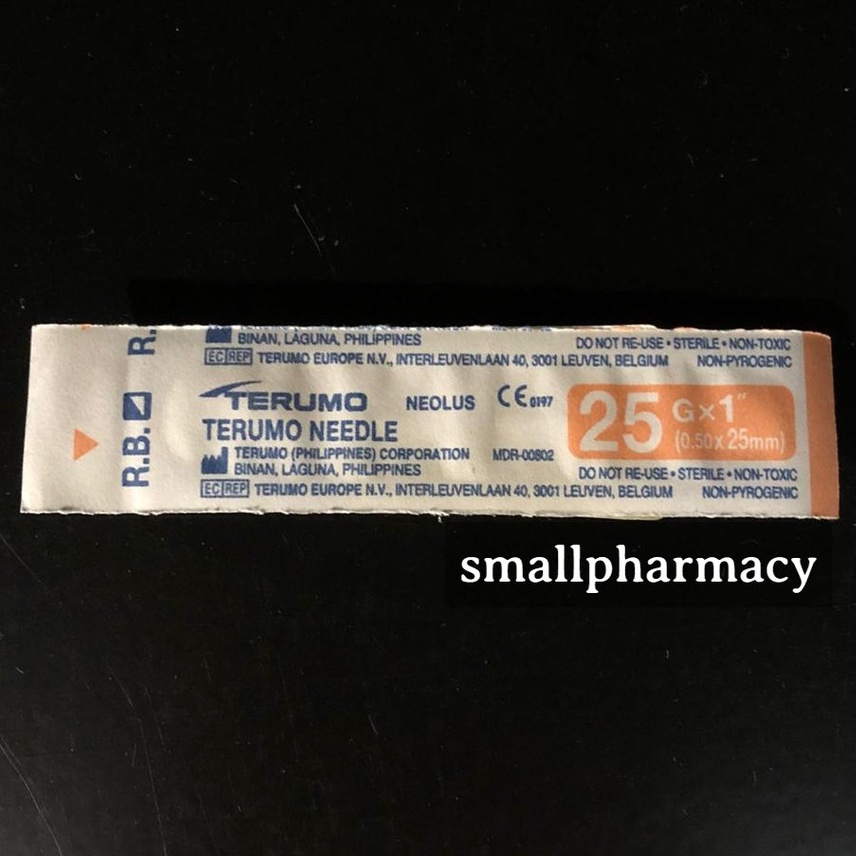 BINAN, LAGUNA, PHILIPPINES
DO NOT RE-USE • STERILE • NON-TOXIC
EC REP TERUMO EUROPE N.V., INTERLEUVENLAAN 40, 3001 LEUVEN, BELGIUM NON-PYROGENIC
R.
R.B.
TERUMO NEOLUS CE 0197
25 G×1"
(0.50 x 25mm)
TERUMO NEEDLE
TERUMO (PHILIPPINES) CORPORATION MDR-00802
BINAN, LAGUNA, PHILIPPINES
DO NOT RE-USE • STERILE • NON-TOXIC
EC REP TERUMO EUROPE N.V., INTERLEUVENLAAN 40, 3001 LEUVEN, BELGIUM NON-PYROGENIC
smallpharmacy